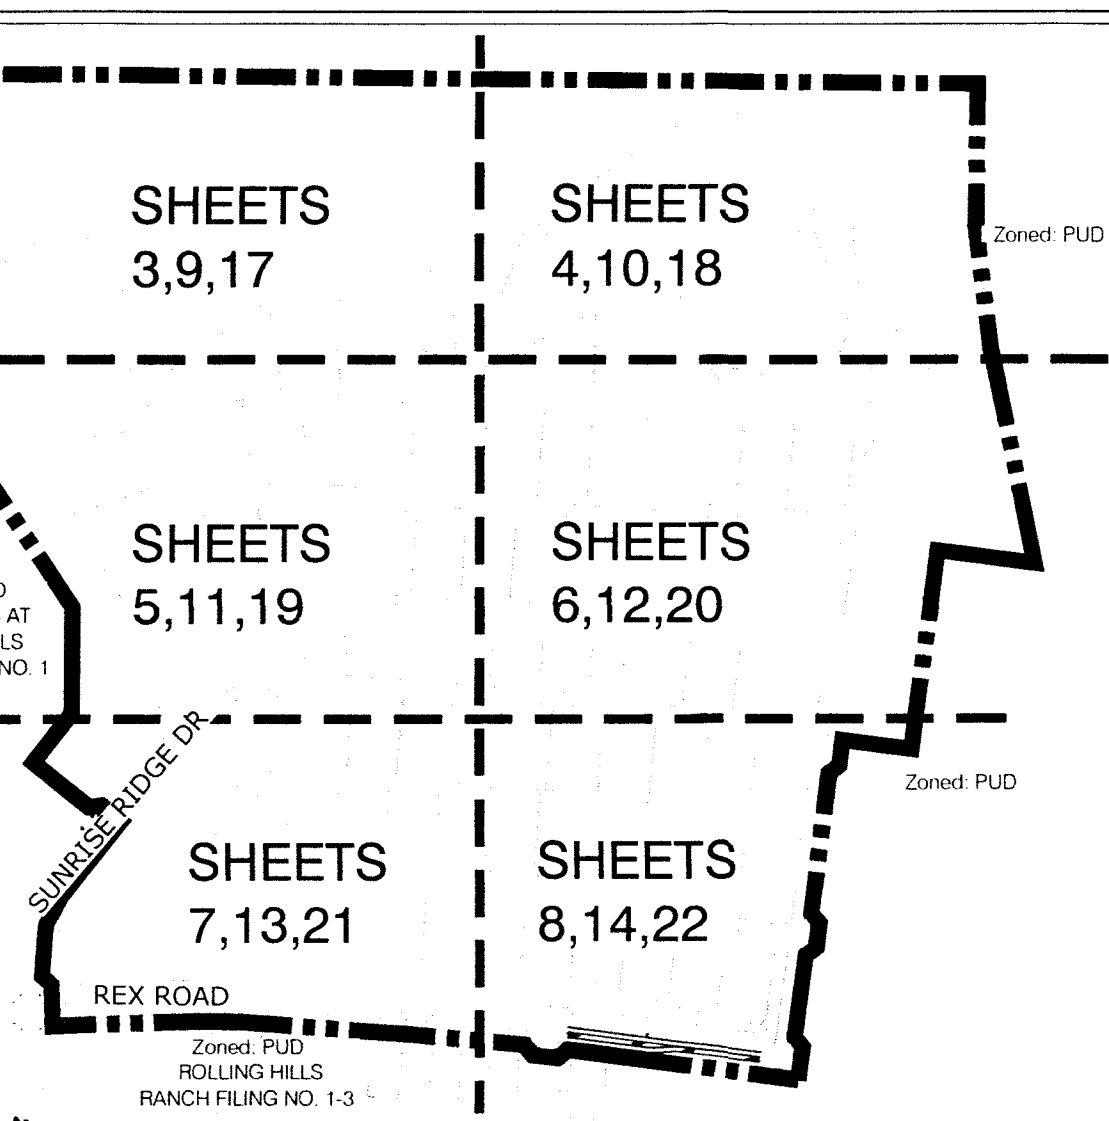 SHEETS
3,9,17
SHEETS
4,10,18
Zoned: PUD
SHEETS
5,11,19
SHEETS
6,12,20
AT
LS
NO. 1
SUNRISE RIDGE DR
Zoned: PUD
SHEETS
7,13,21
SHEETS
8,14,22
REX ROAD
Zoned: PUD
ROLLING HILLS
RANCH FILING NO. 1-3